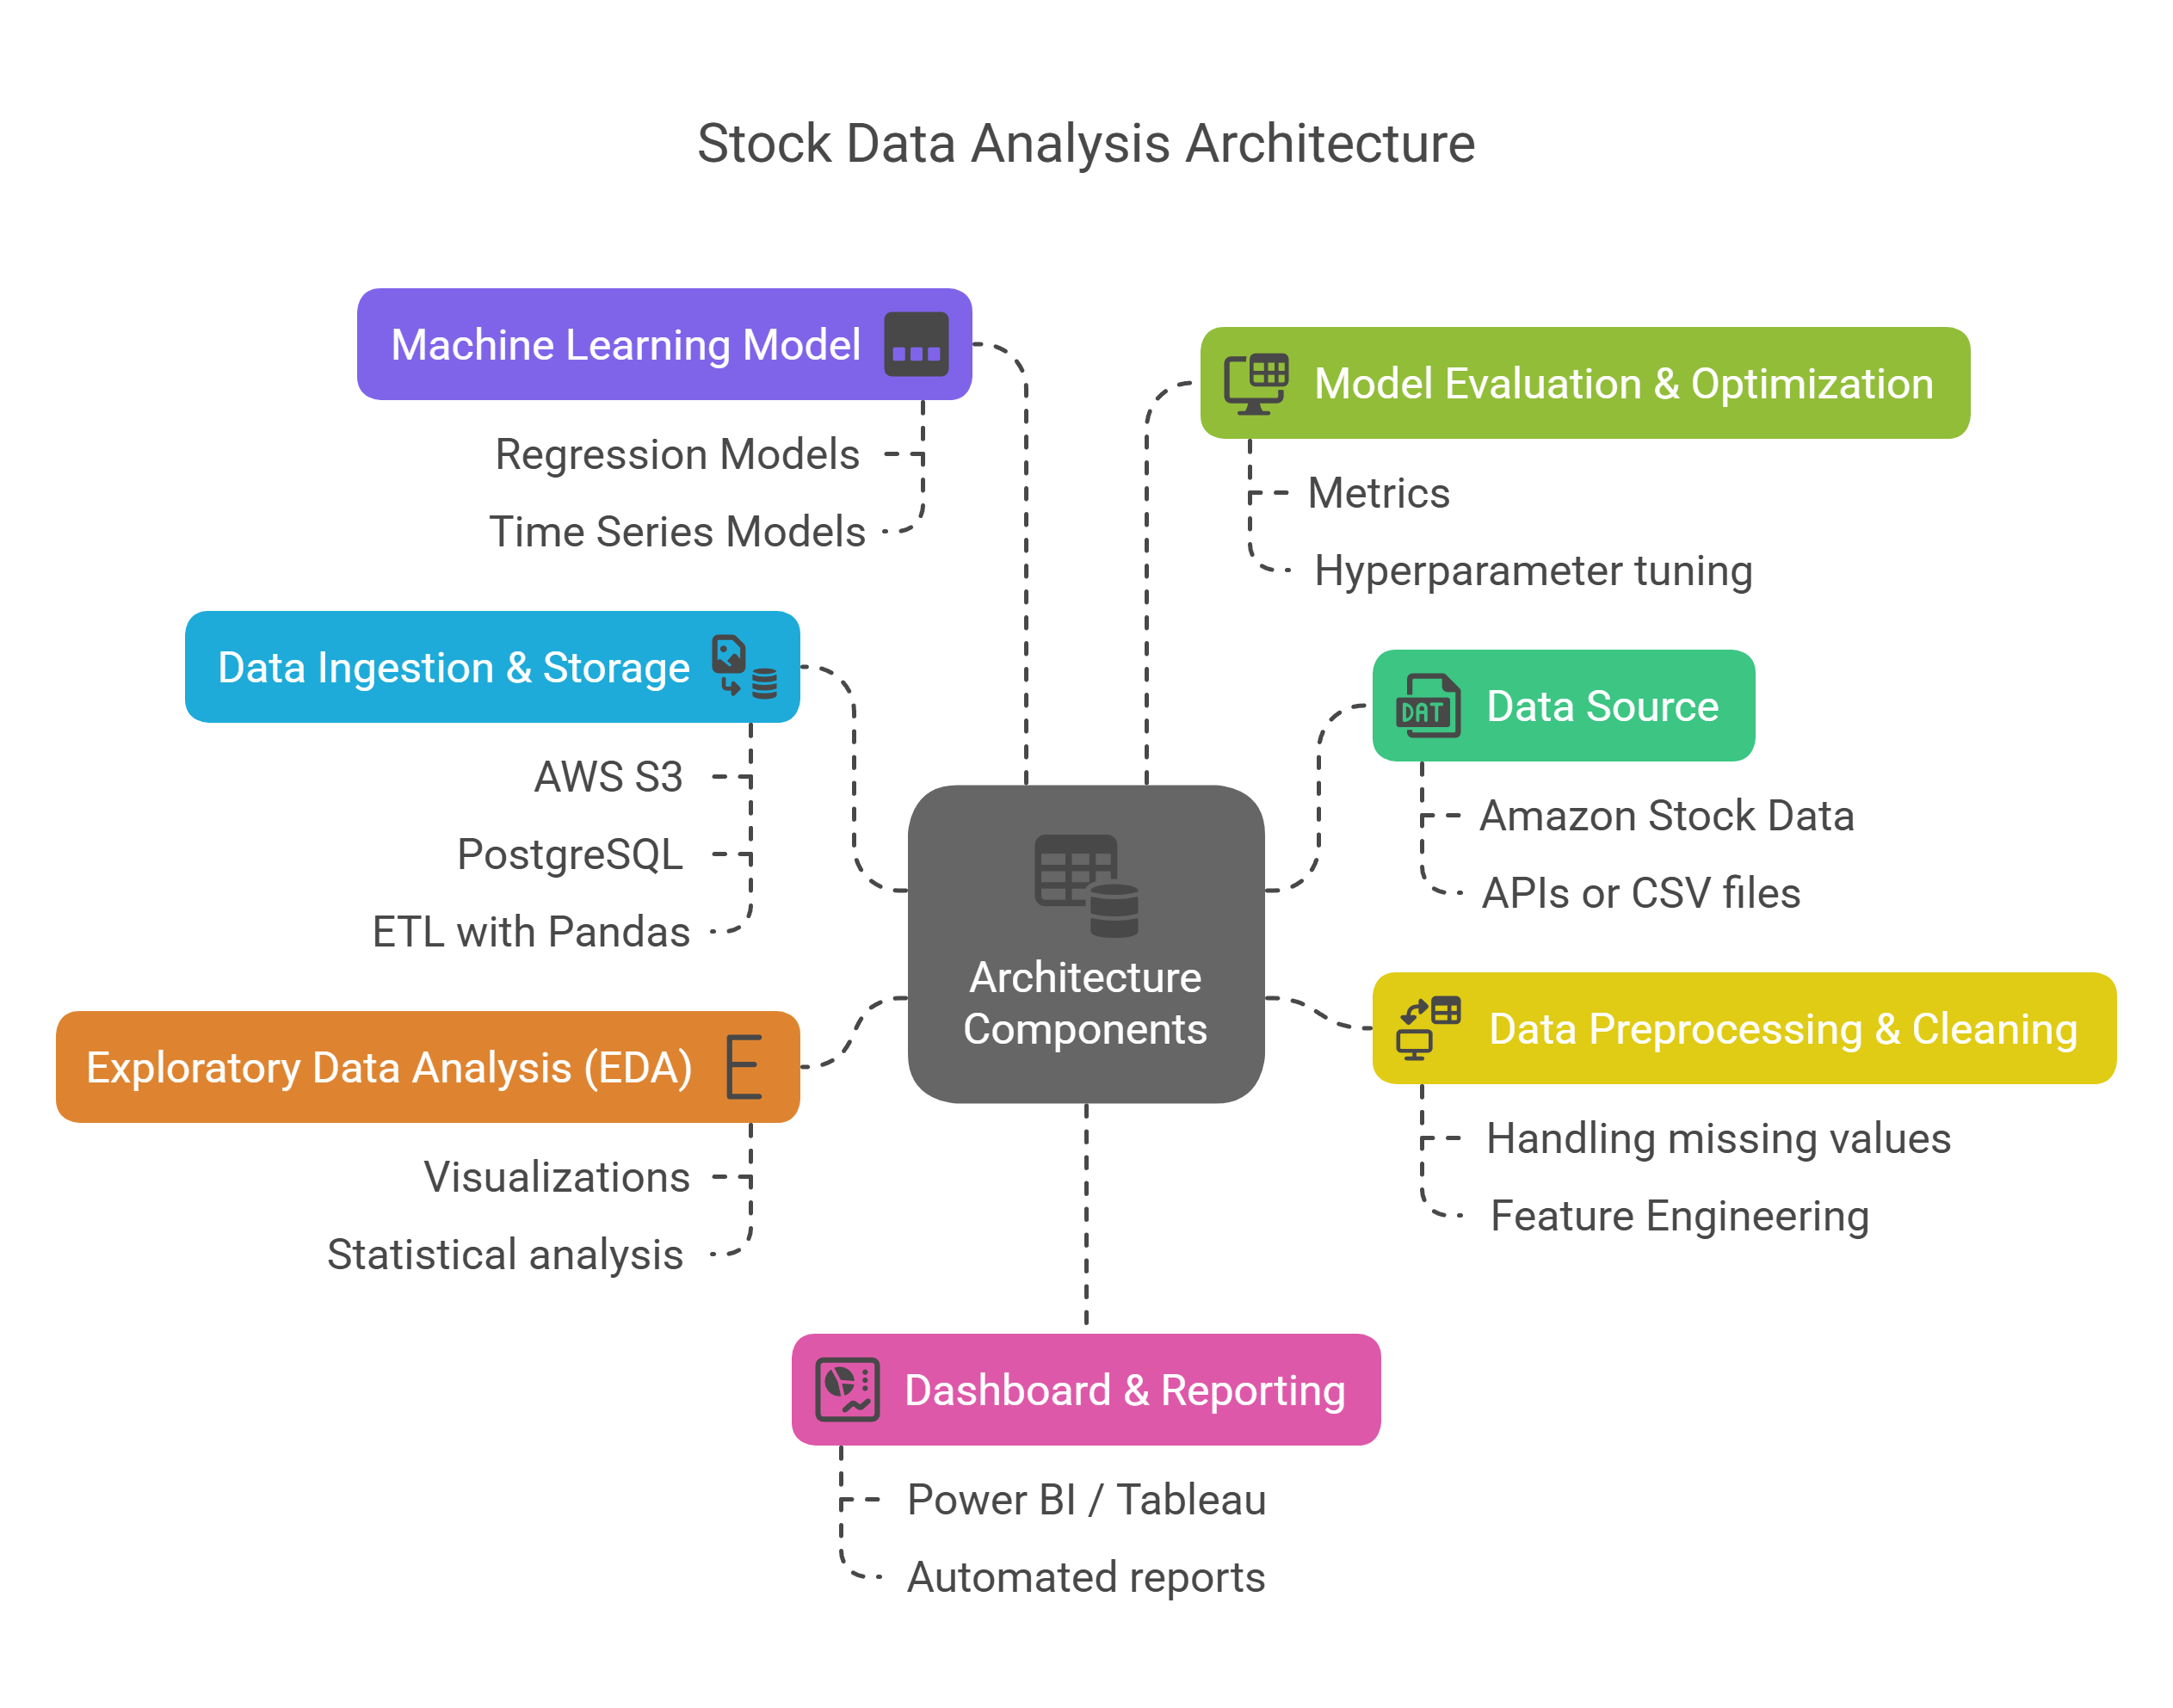 Stock Data Analysis Architecture
Machine Learning Model
Regression Models
Time Series Models
Model Evaluation & Optimization
Metrics
Hyperparameter tuning
Data Ingestion & Storage
AWS S3
PostgreSQL
ETL with Pandas
DAT
Data Source
Amazon Stock Data
APIs or CSV files
Architecture
Components
Exploratory Data Analysis (EDA)
E
Visualizations
Statistical analysis
Data Preprocessing & Cleaning
Handling missing values
Feature Engineering
Dashboard & Reporting
Power BI / Tableau
Automated reports